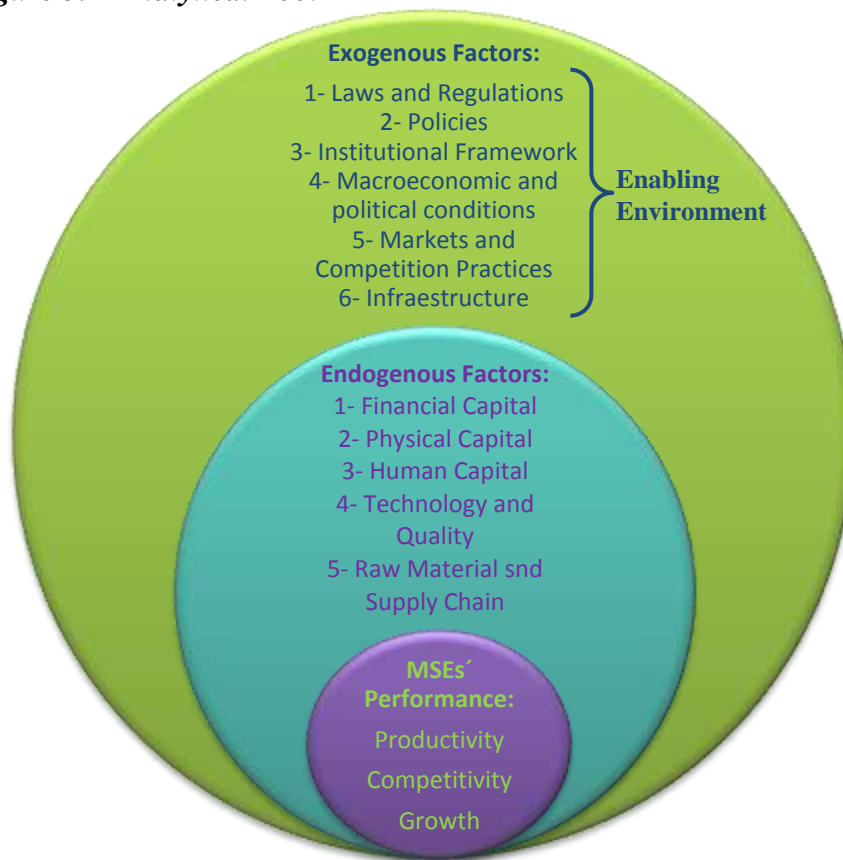 Exogenous Factors:
1- Laws and Regulations
2- Policies
3- Institutional Framework
4- Macroeconomic and
political conditions
5- Markets and
Competition Practices
6- Infraestructure
Enabling
Environment
Endogenous Factors:
1- Financial Capital
2- Physical Capital
3- Human Capital
4- Technology and
Quality
5- Raw Material snd
Supply Chain
MSEs´
Performance:
Productivity
Competitivity
Growth